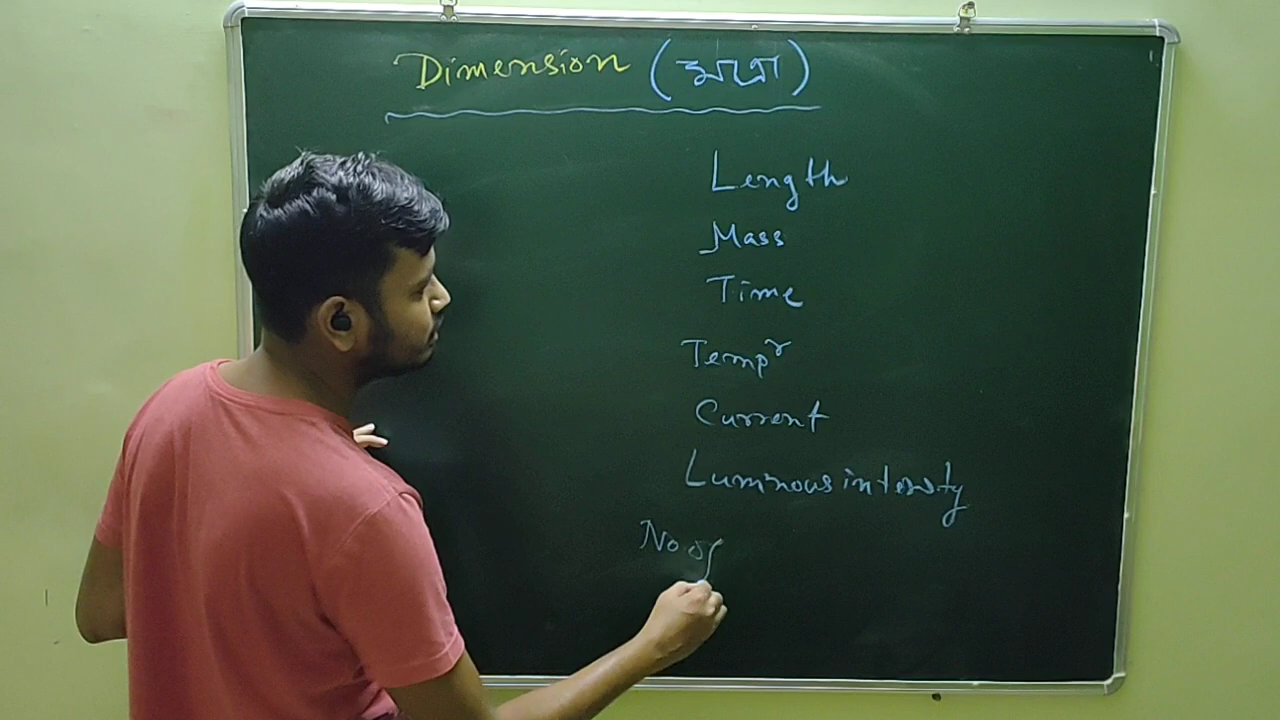 Dimension (মাত্রা)
Length
Mass
Time
Tempr
Current
Luminous intensity
No of